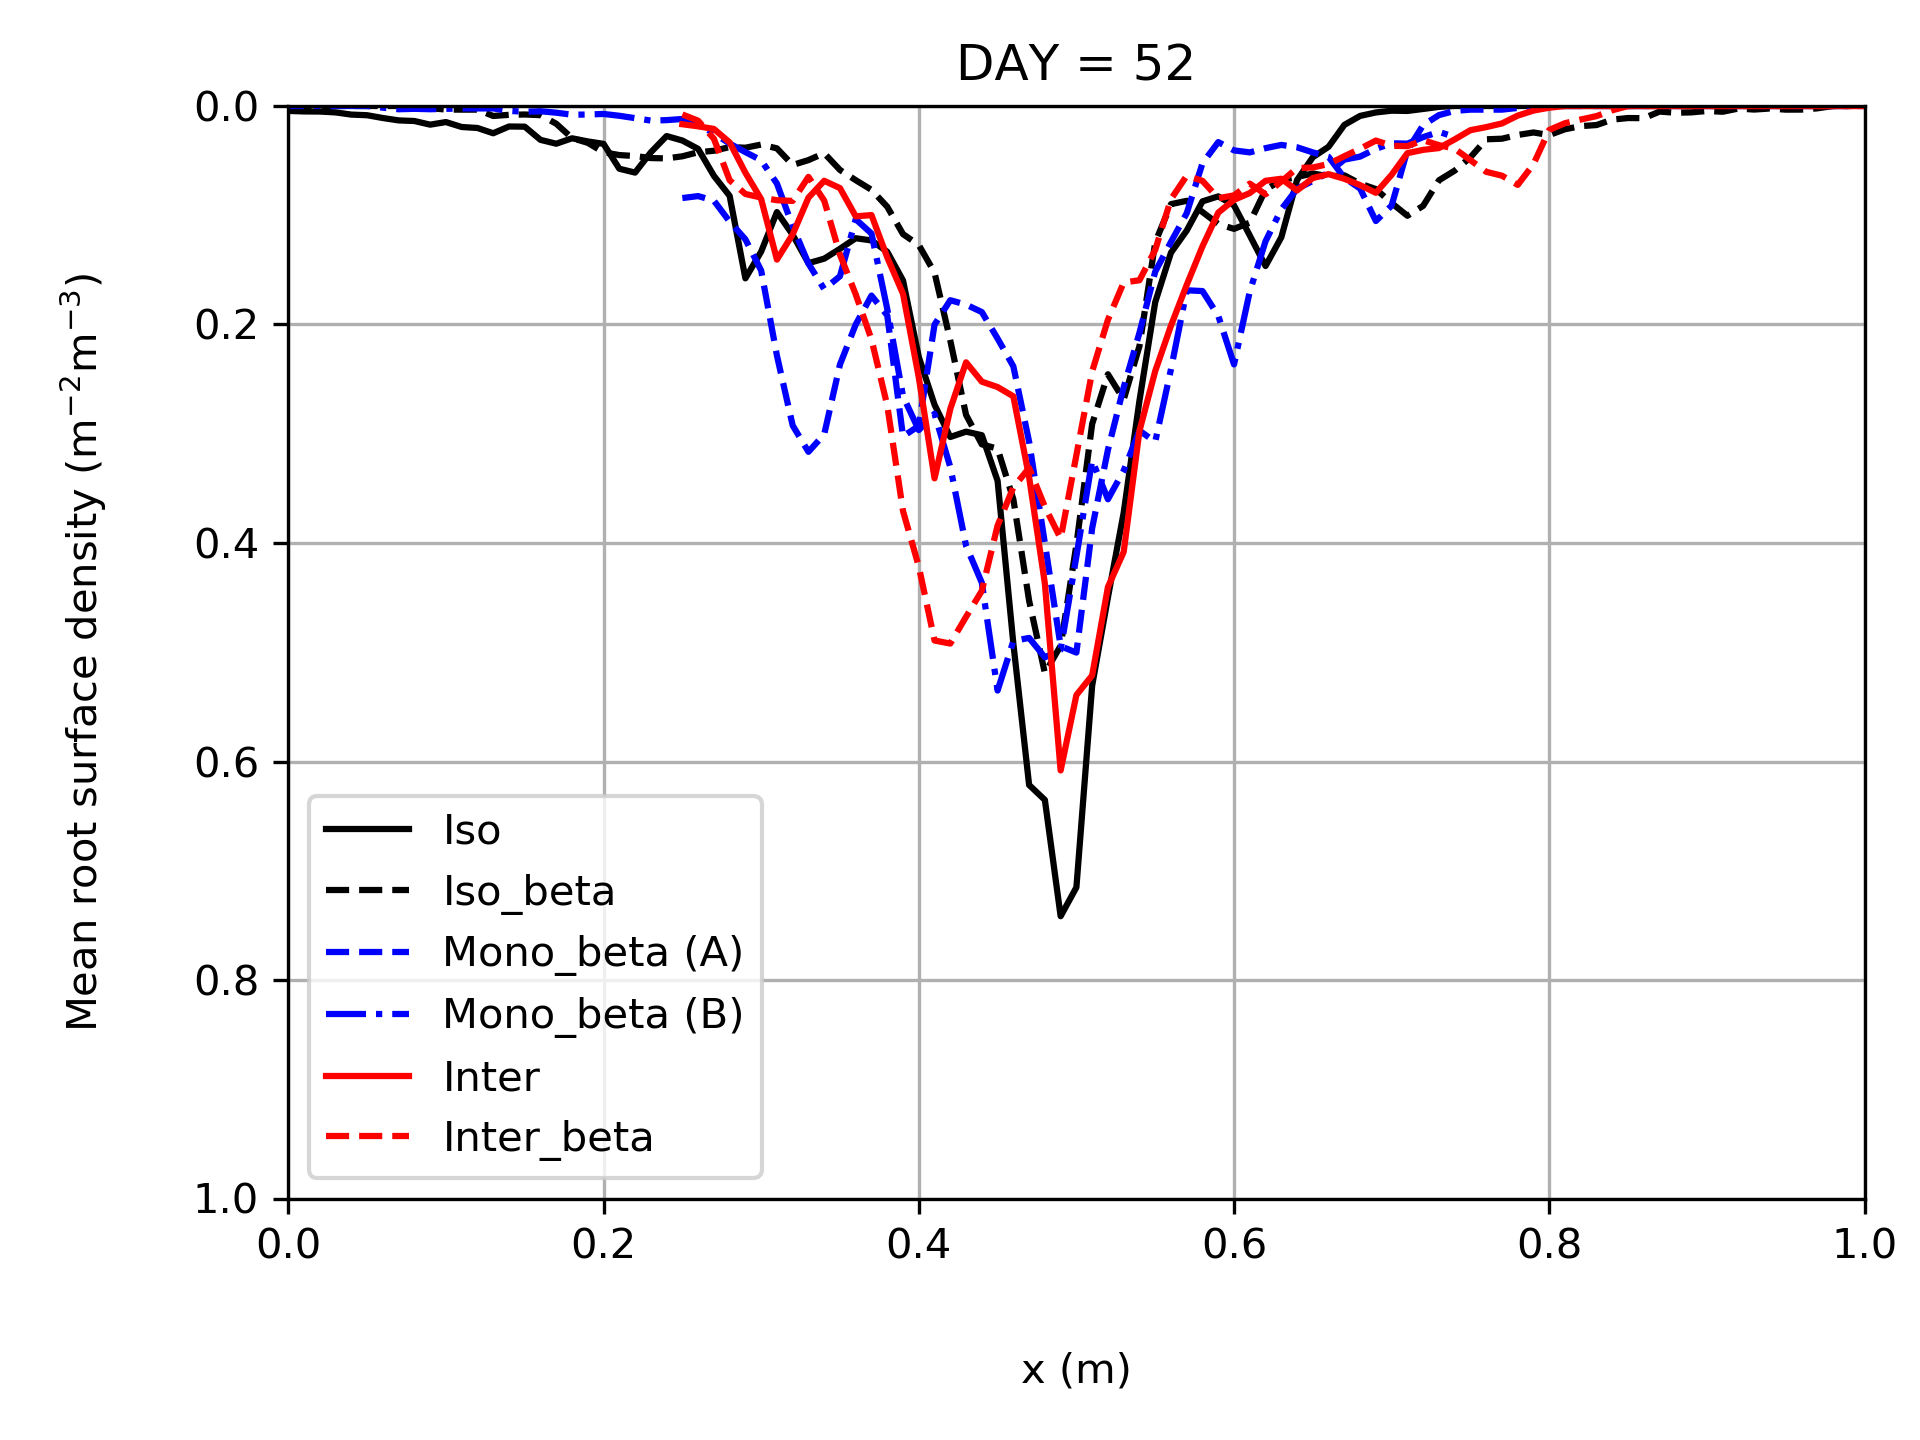 DAY = 52
0.0
0.2
0.4
0.6
0.8
1.0
Mean root surface density (m⁻²m⁻³)
Iso
Iso_beta
Mono_beta (A)
Mono_beta (B)
Inter
Inter_beta
0.0 0.2 0.4 0.6 0.8 1.0
x (m)